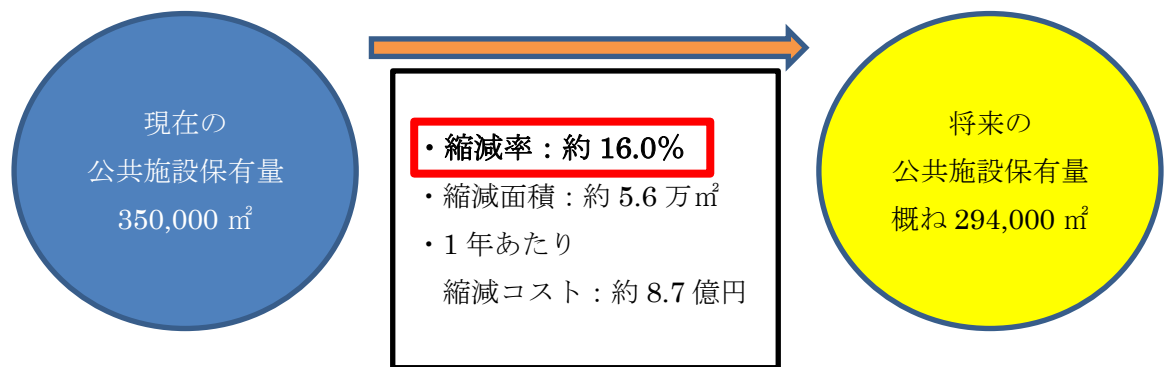 現在の
公共施設保有量
350,000 ㎡
・縮減率：約 16.0%
・縮減面積：約 5.6 万㎡
・1 年あたり
縮減コスト：約 8.7 億円
将来の
公共施設保有量
概ね 294,000 ㎡